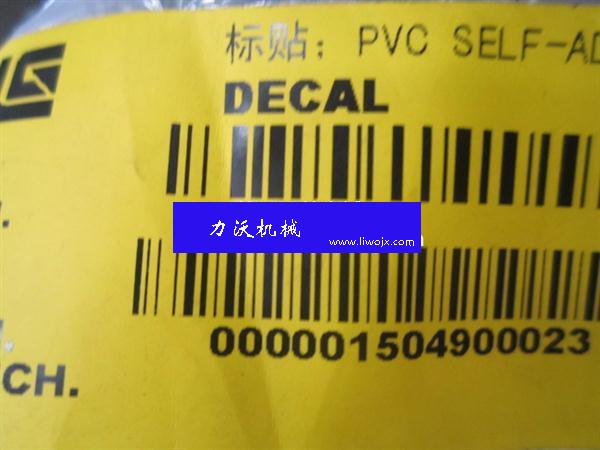 标贴: PVC SELF-AD
DECAL
力沃机械
www.liwojx.com
000001504900023
CH.